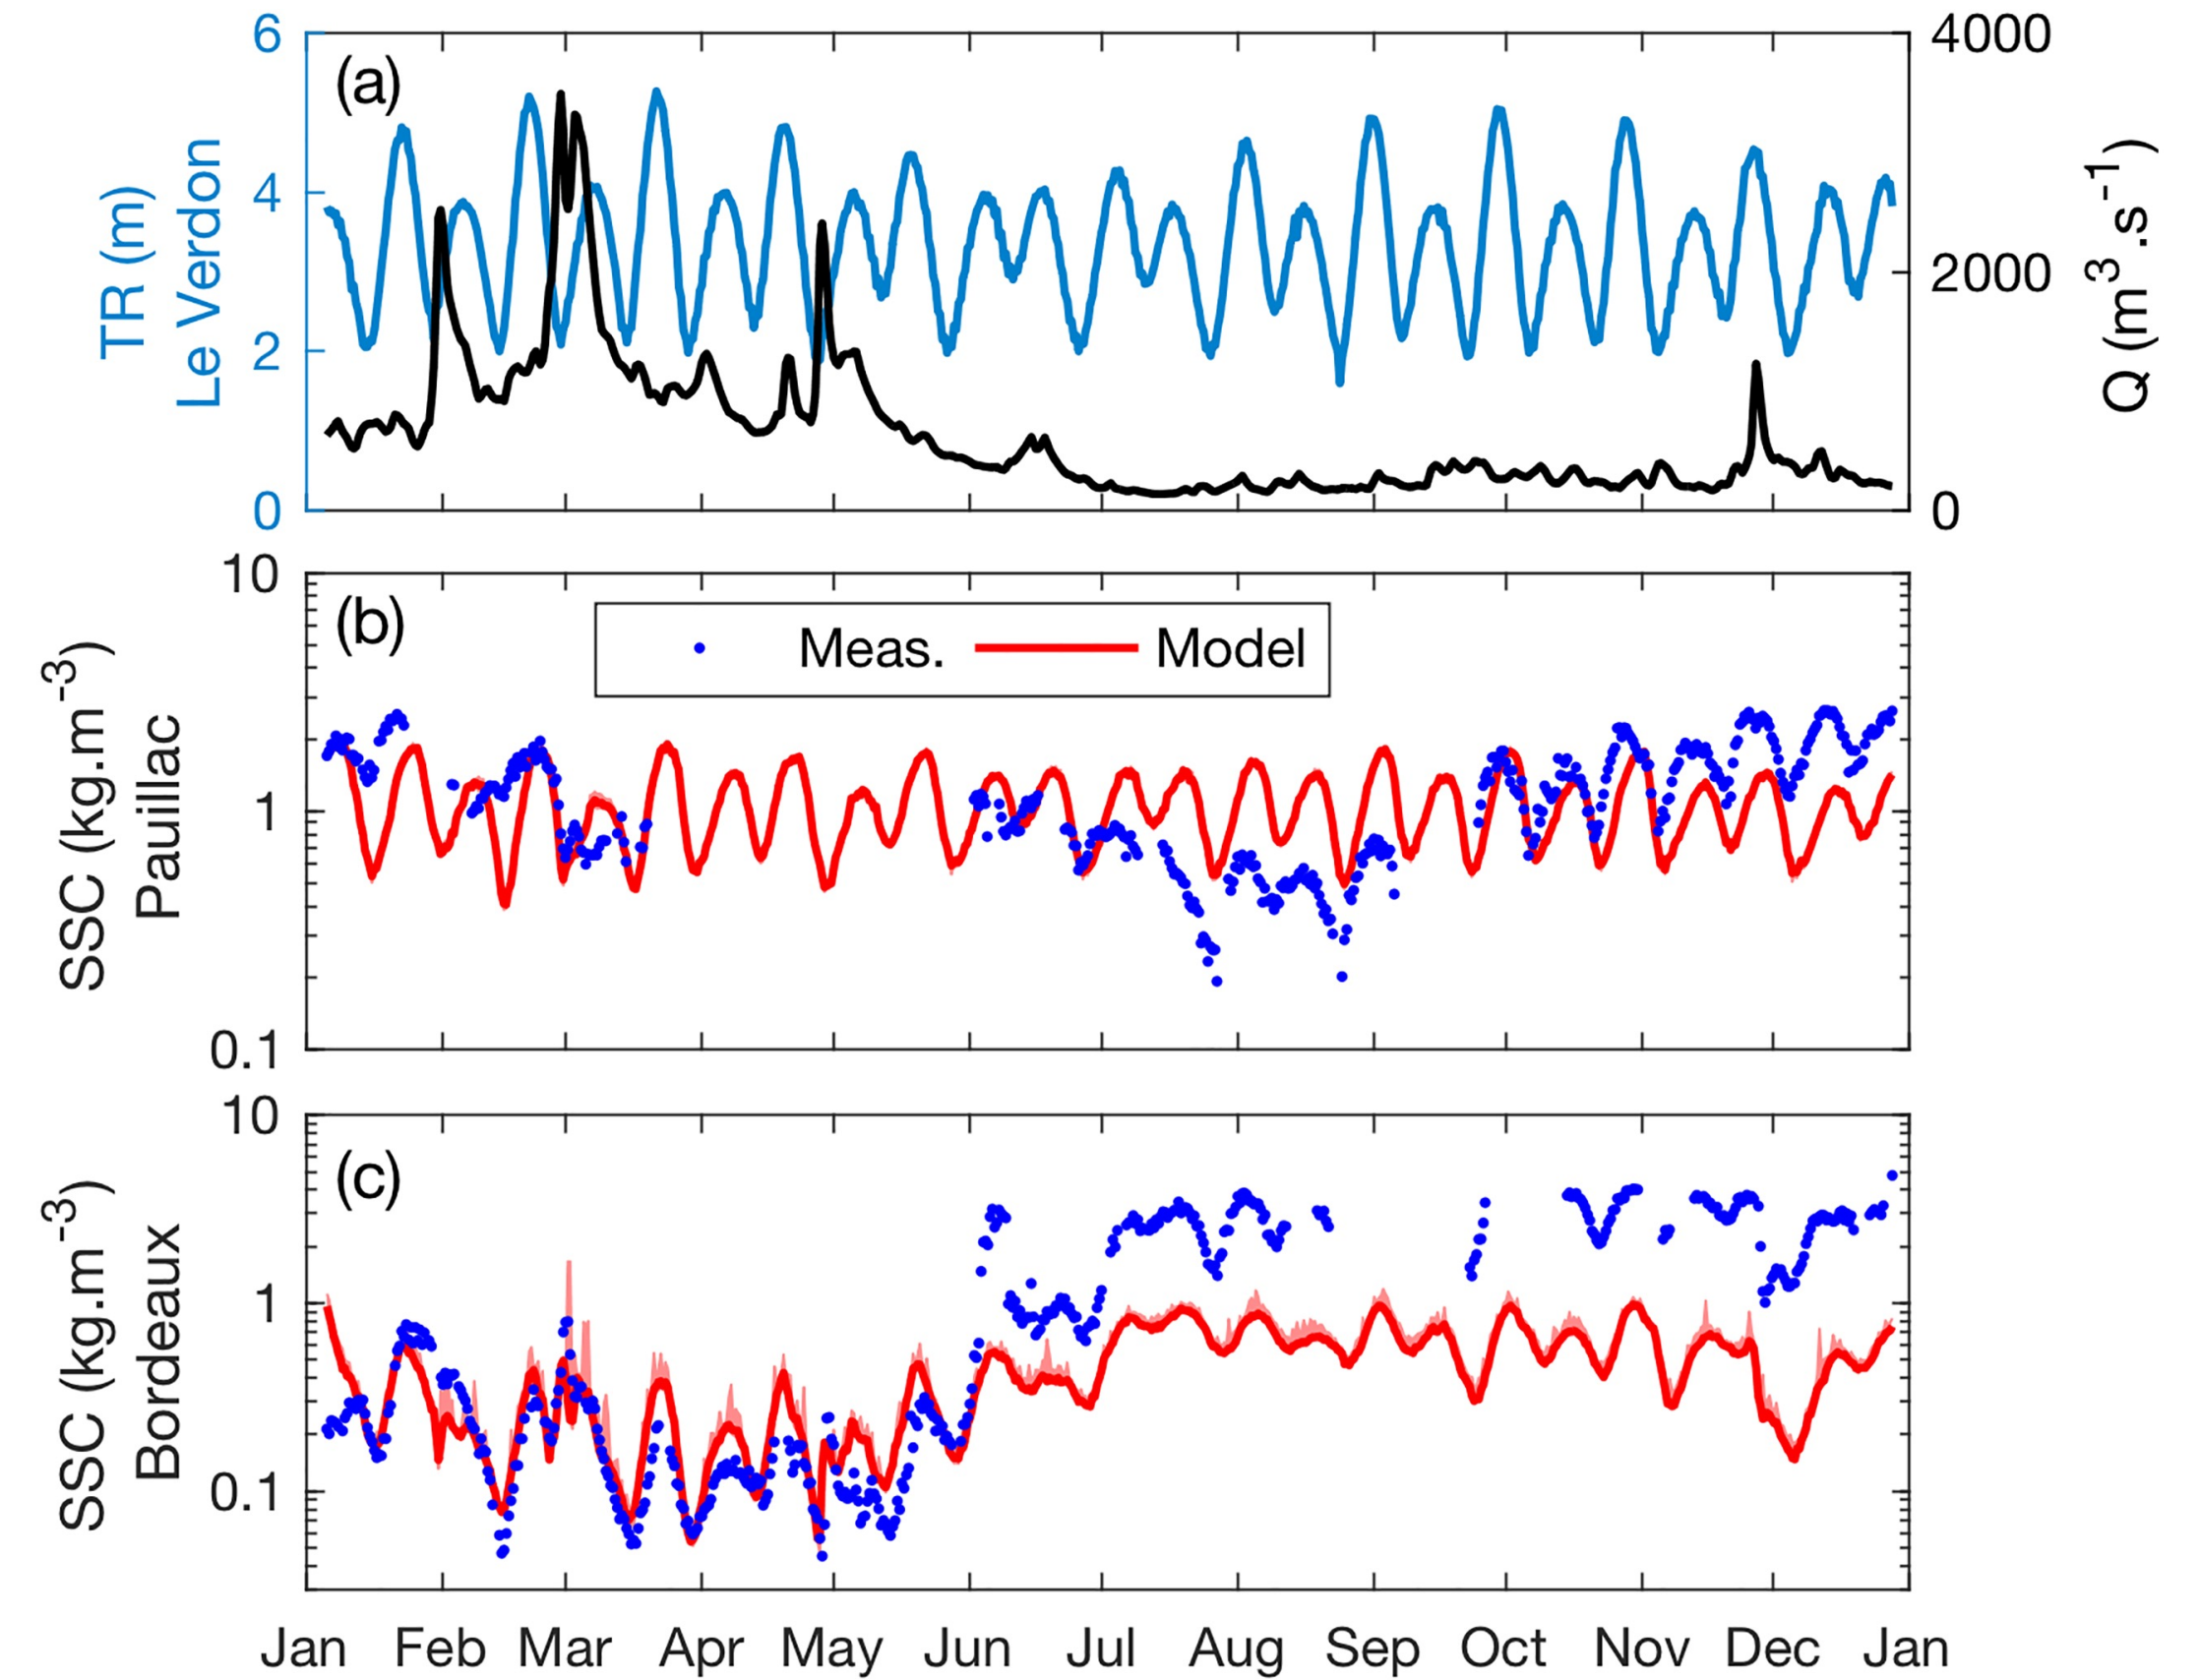 (a)
6
4
2
0
TR (m)
Le Verdon
4000
2000
0
Q (m³.s⁻¹)
(b)
Meas. Model
10
1
0.1
SSC (kg.m⁻³)
Pauillac
(c)
10
1
0.1
SSC (kg.m⁻³)
Bordeaux
Jan Feb Mar Apr May Jun Jul Aug Sep Oct Nov Dec Jan